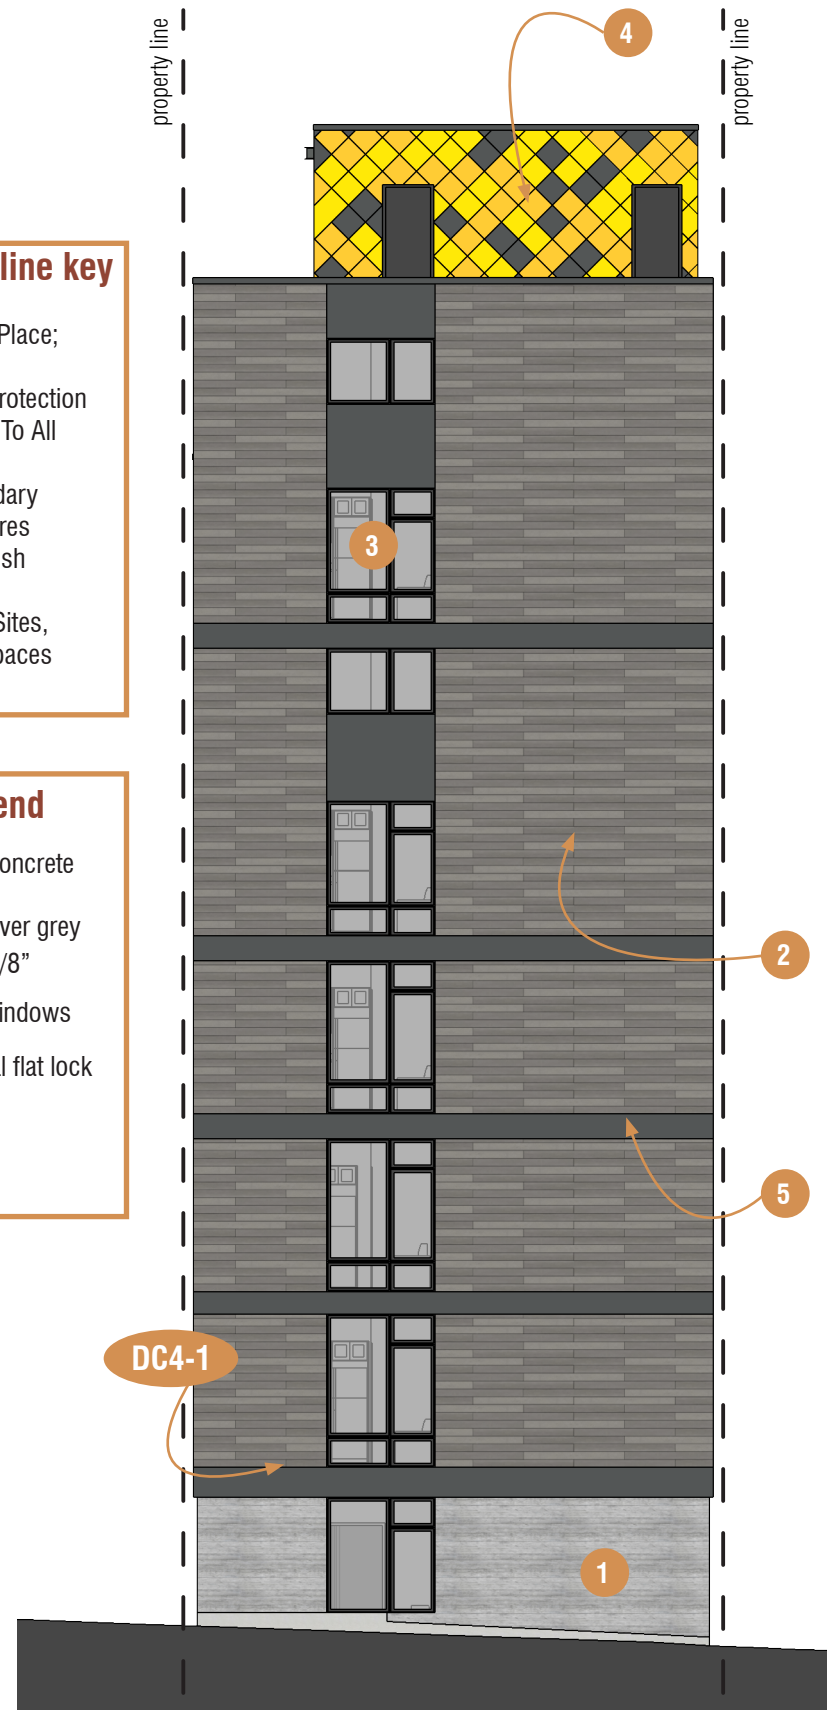 property line
4
property line
line key
Place;
rotection
To All
dary
res
sh
Sites,
paces
3
end
oncrete
ver grey
/8”
indows
l flat lock
2
5
DC4-1
1